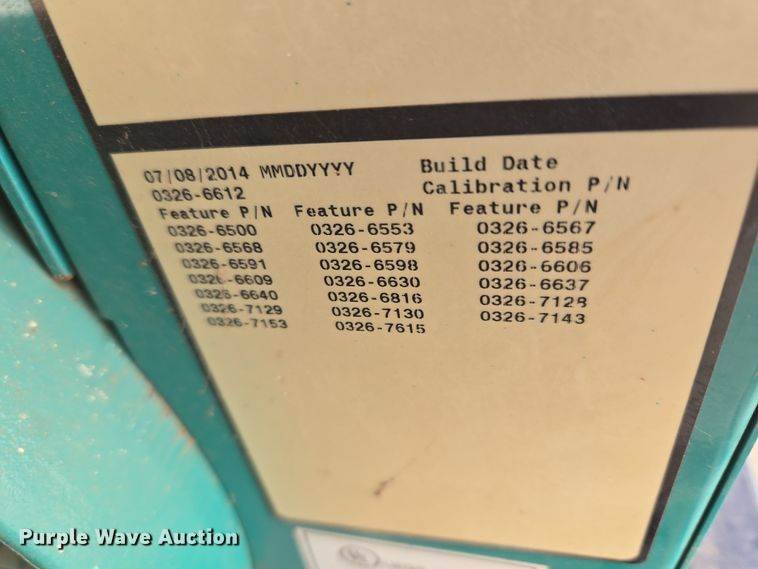 07/08/2014 MMDDYYYY Build Date
0326-6612 Calibration P/N
Feature P/N Feature P/N Feature P/N
0326-6500 0326-6553 0326-6567
0326-6568 0326-6579 0326-6585
0326-6591 0326-6598 0326-6606
0326-6609 0326-6630 0326-6637
0326-6640 0326-6816 0326-7128
0326-7129 0326-7130 0326-7143
0326-7153 0326-7615
Purple Wave Auction